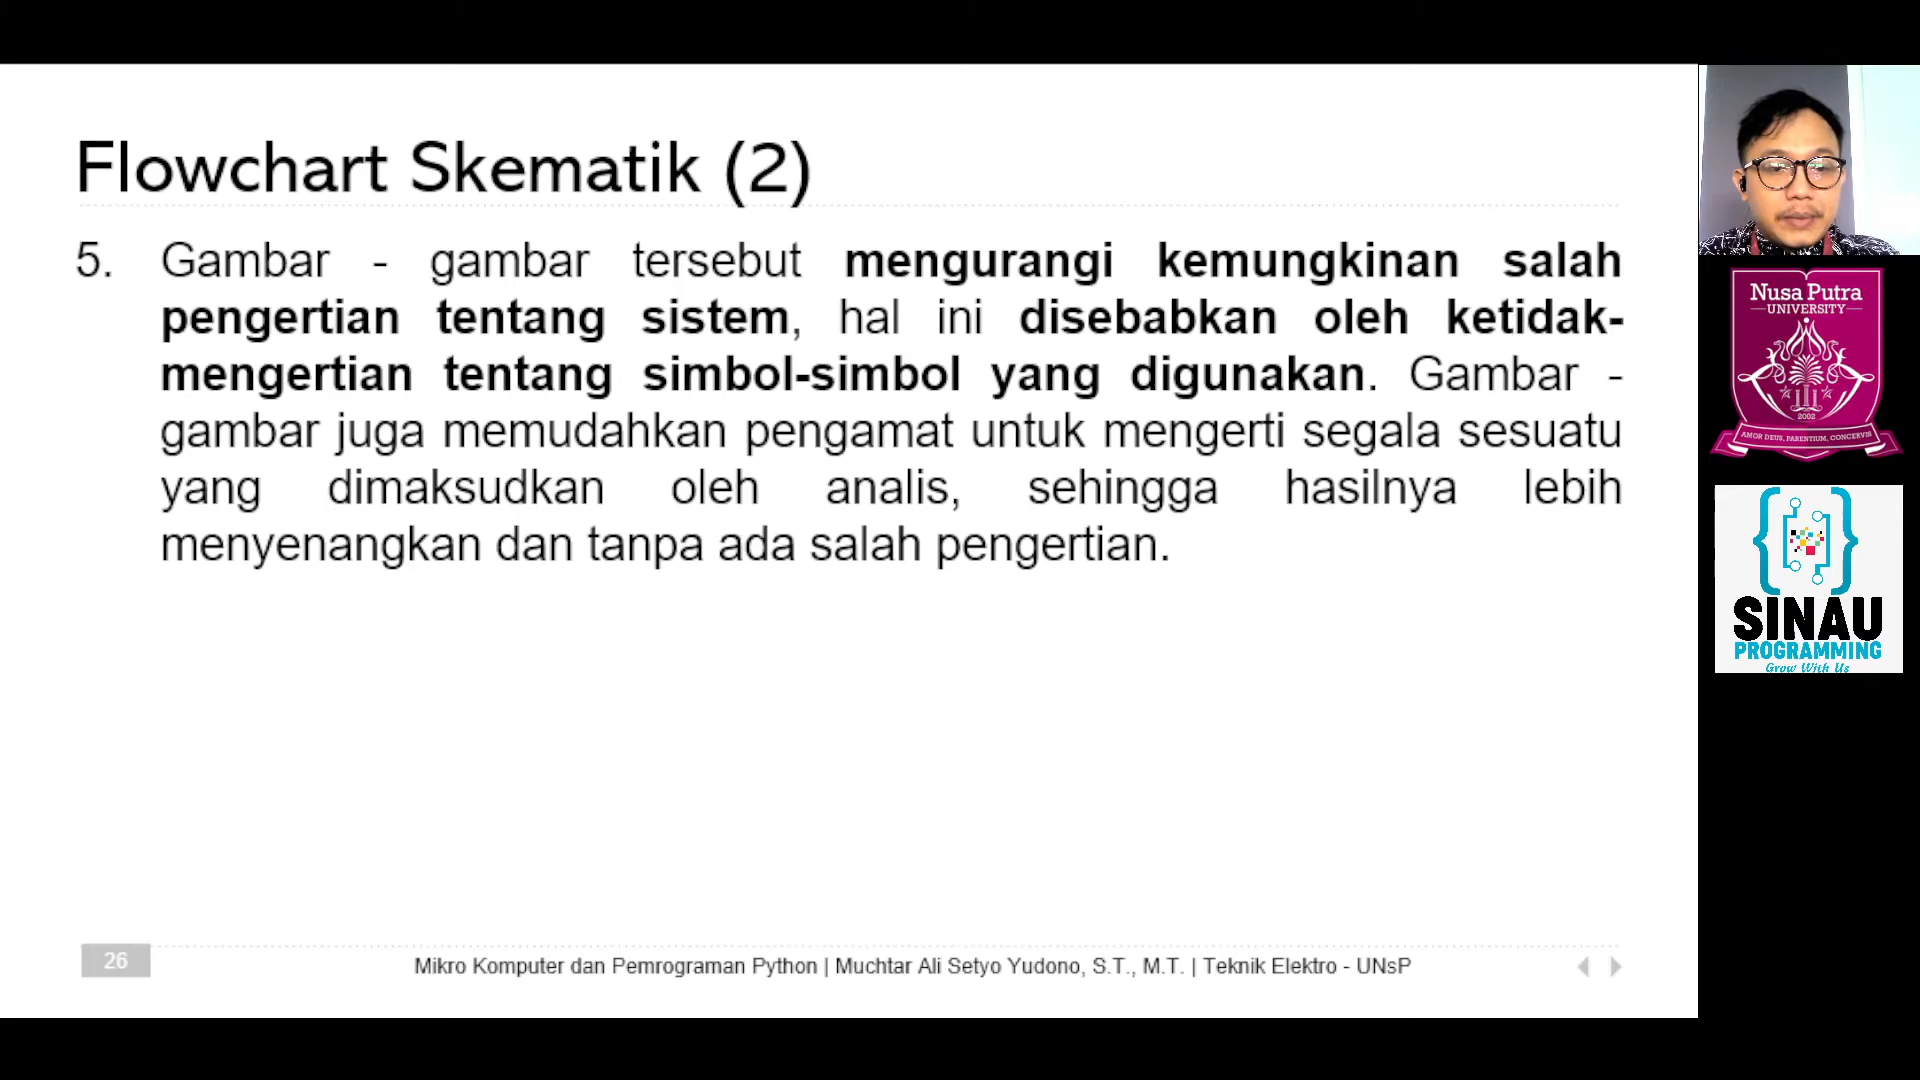 Flowchart Skematik (2)
5. Gambar - gambar tersebut mengurangi kemungkinan salah
pengertian tentang sistem, hal ini disebabkan oleh ketidak-
mengertian tentang simbol-simbol yang digunakan. Gambar -
gambar juga memudahkan pengamat untuk mengerti segala sesuatu
yang dimaksudkan oleh analis, sehingga hasilnya lebih
menyenangkan dan tanpa ada salah pengertian.
26
Mikro Komputer dan Pemrograman Python | Muchtar Ali Setyo Yudono, S.T., M.T. | Teknik Elektro - UNsP
Nusa Putra
UNIVERSITY
2002
AMOR DEUS, PARENTIUM, CONCERVIS
SINAU
PROGRAMMING
Grow With Us